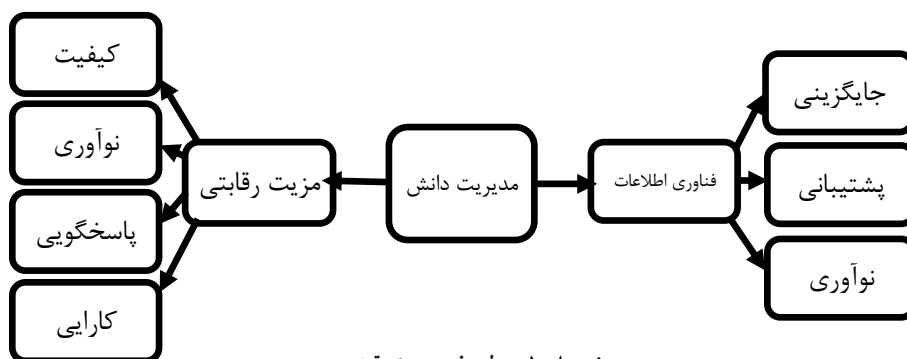 جایگزینی
پشتیبانی
نوآوری
فناوری اطلاعات
مدیریت دانش
مزیت رقابتی
کیفیت
نوآوری
پاسخگویی
کارایی